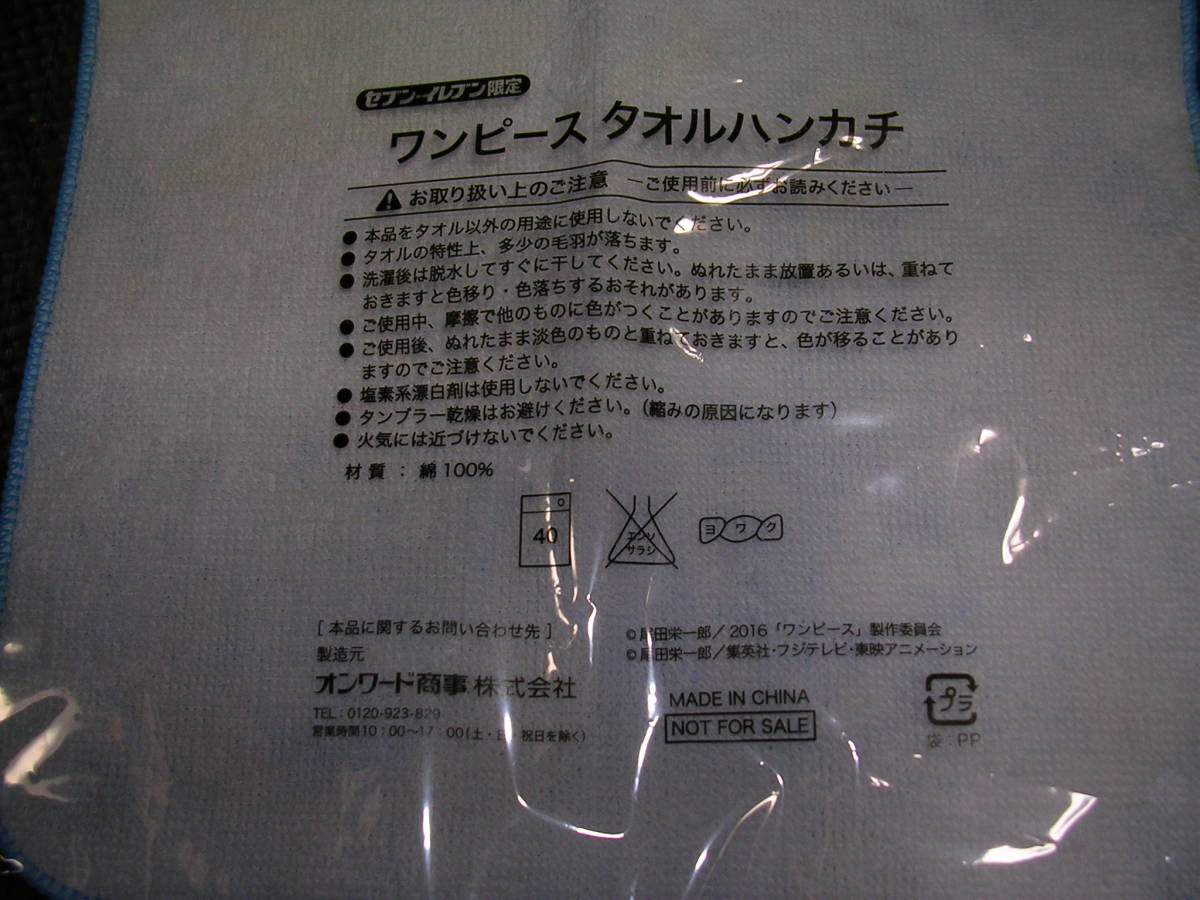 セブン-イレブン限定
ワンピース タオルハンカチ
お取り扱い上のご注意 ―ご使用前に必ずお読みください―
● 本品をタオル以外の用途に使用しないでください。
● タオルの特性上、多少の毛羽が落ちます。
● 洗濯後は脱水してすぐに干してください。ぬれたまま放置あるいは、重ねて
おきますと色移り・色落ちするおそれがあります。
● ご使用中、摩擦で他のものに色がつくことがありますのでご注意ください。
● ご使用後、ぬれたまま淡色のものと重ねておきますと、色が移ることがあり
ますのでご注意ください。
● 塩素系漂白剤は使用しないでください。
● タンブラー乾燥はお避けください。(縮みの原因になります)
● 火気には近づけないでください。
材質 : 綿100%
40
エンソ
サラシ
ヨワク
[ 本品に関するお問い合わせ先 ]
製造元
オンワード商事株式会社
TEL : 0120-923-829
営業時間10:00〜17:00(土・日・祝日を除く)
© 尾田栄一郎/2016「ワンピース」製作委員会
© 尾田栄一郎/集英社・フジテレビ・東映アニメーション
MADE IN CHINA
NOT FOR SALE
プラ
袋:PP